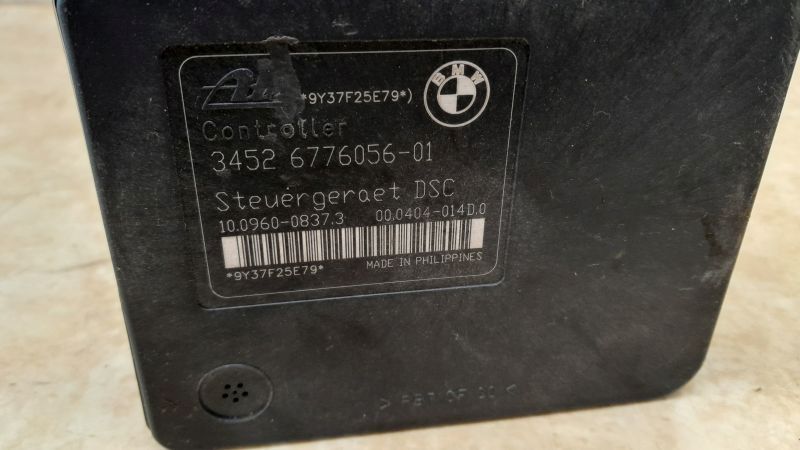 *9Y37F25E79*)
BMW
Controller
3452 6776056-01
Steuergeraet DSC
10.0960-0837.3 00.0404-014D.0
*9Y37F25E79*
MADE IN PHILIPPINES